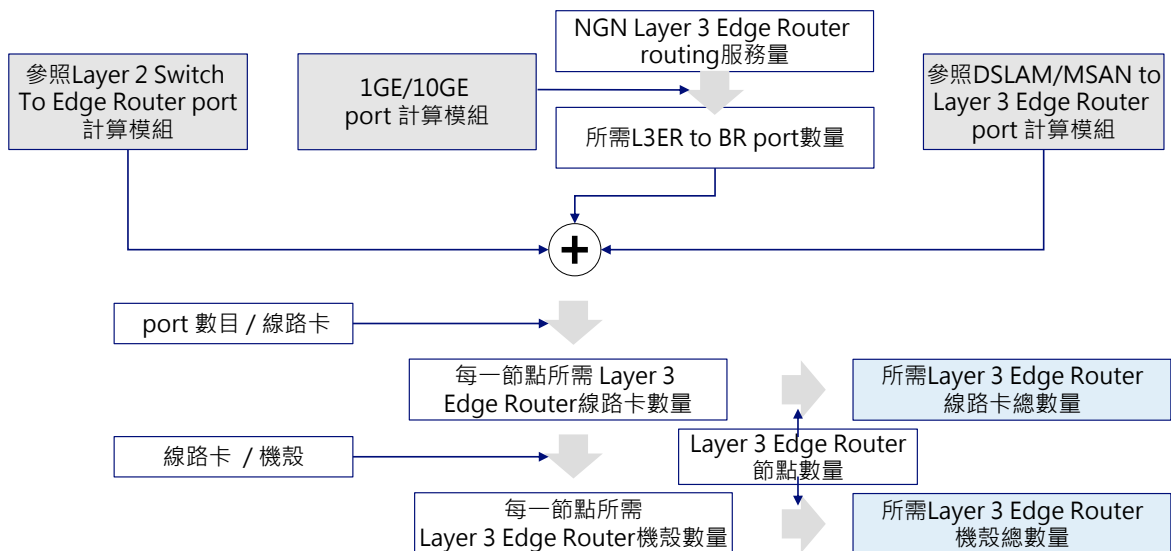 NGN Layer 3 Edge Router
routing服務量
參照Layer 2 Switch
To Edge Router port
計算模組
1GE/10GE
port 計算模組
參照DSLAM/MSAN to
Layer 3 Edge Router
port 計算模組
所需L3ER to BR port數量
+
port 數目 / 線路卡
每一節點所需 Layer 3
Edge Router線路卡數量
所需Layer 3 Edge Router
線路卡總數量
線路卡 / 機殼
Layer 3 Edge Router
節點數量
每一節點所需
Layer 3 Edge Router機殼數量
所需Layer 3 Edge Router
機殼總數量